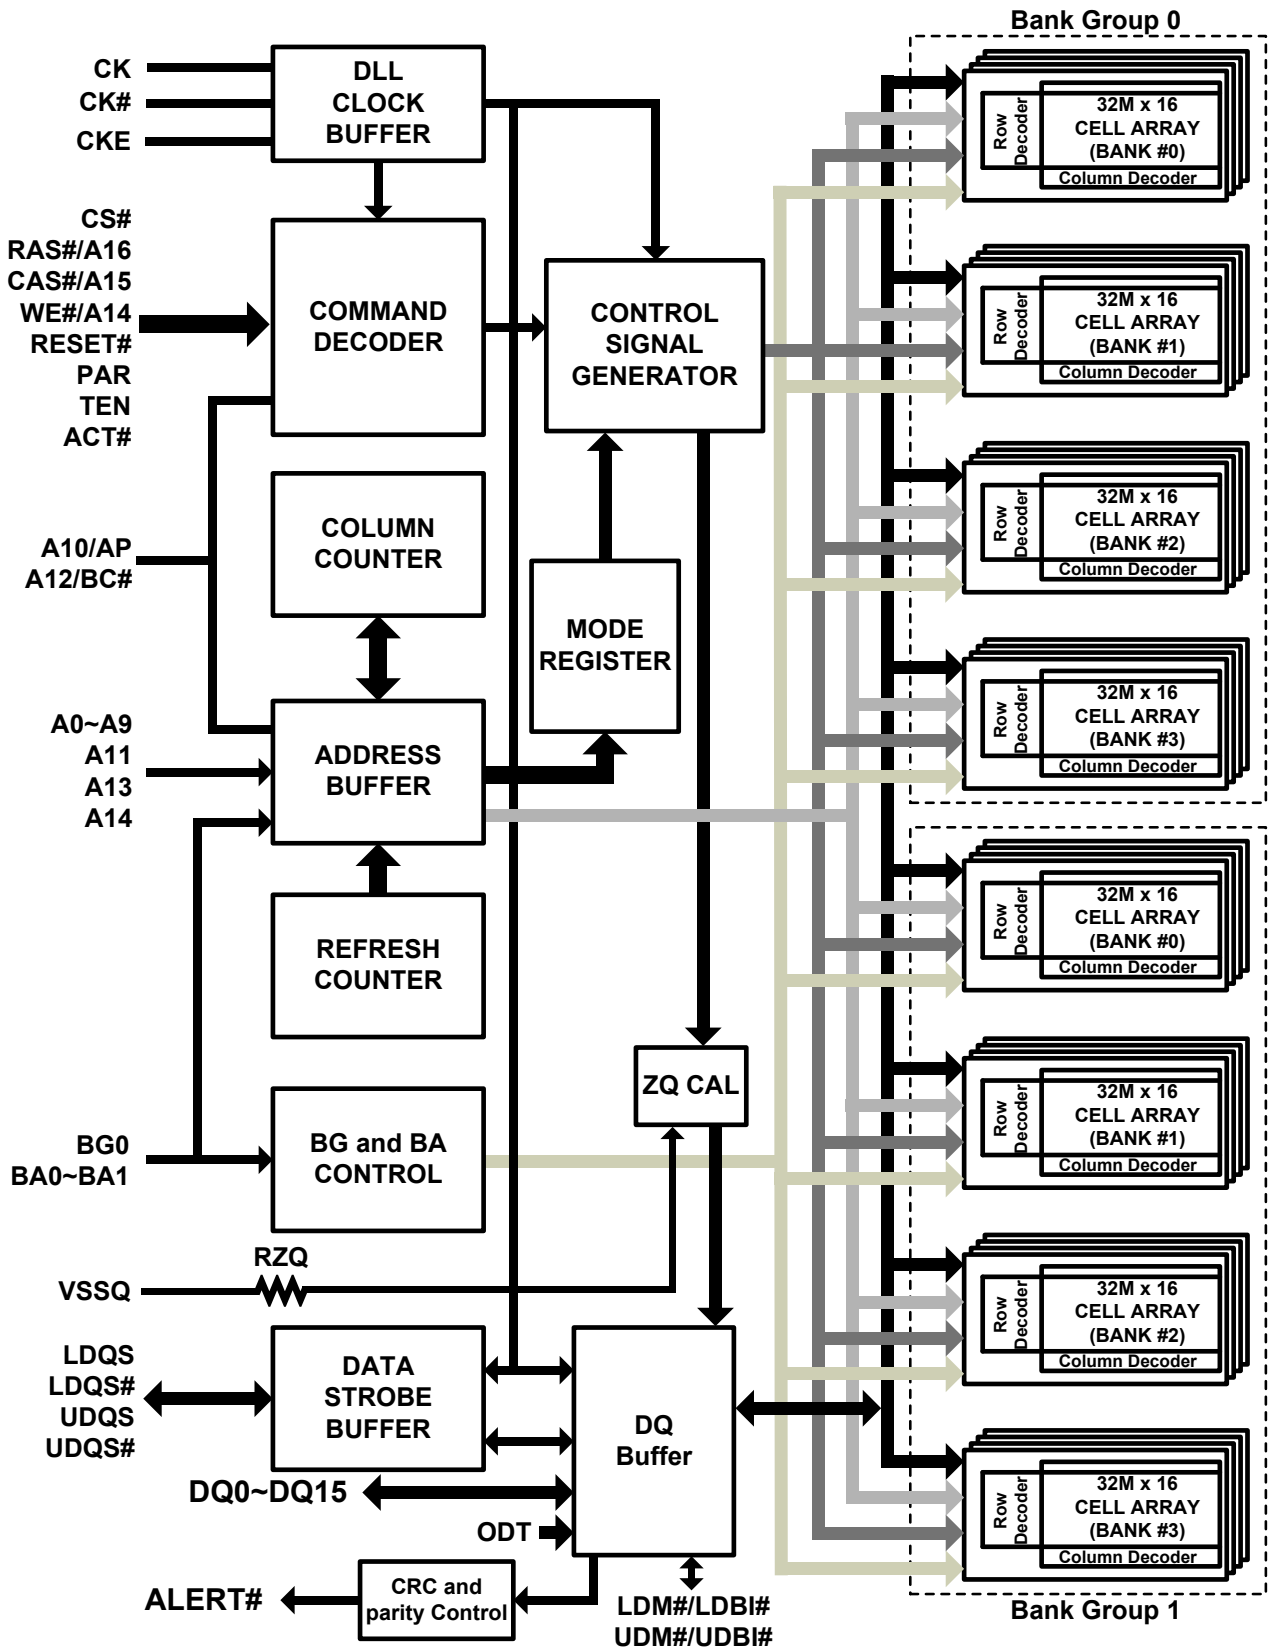 Bank Group 0
CK
CK#
CKE
DLL
CLOCK
BUFFER
CS#
RAS#/A16
CAS#/A15
WE#/A14
RESET#
PAR
TEN
ACT#
COMMAND
DECODER
CONTROL
SIGNAL
GENERATOR
A10/AP
A12/BC#
COLUMN
COUNTER
MODE
REGISTER
A0~A9
A11
A13
A14
ADDRESS
BUFFER
REFRESH
COUNTER
ZQ CAL
BG0
BA0~BA1
BG and BA
CONTROL
RZQ
VSSQ
LDQS
LDQS#
UDQS
UDQS#
DATA
STROBE
BUFFER
DQ
Buffer
DQ0~DQ15
ODT
ALERT#
CRC and
parity Control
LDM#/LDBI#
UDM#/UDBI#
Row
Decoder
32M x 16
CELL ARRAY
(BANK #0)
Column Decoder
Row
Decoder
32M x 16
CELL ARRAY
(BANK #1)
Column Decoder
Row
Decoder
32M x 16
CELL ARRAY
(BANK #2)
Column Decoder
Row
Decoder
32M x 16
CELL ARRAY
(BANK #3)
Column Decoder
Row
Decoder
32M x 16
CELL ARRAY
(BANK #0)
Column Decoder
Row
Decoder
32M x 16
CELL ARRAY
(BANK #1)
Column Decoder
Row
Decoder
32M x 16
CELL ARRAY
(BANK #2)
Column Decoder
Row
Decoder
32M x 16
CELL ARRAY
(BANK #3)
Column Decoder
Bank Group 1